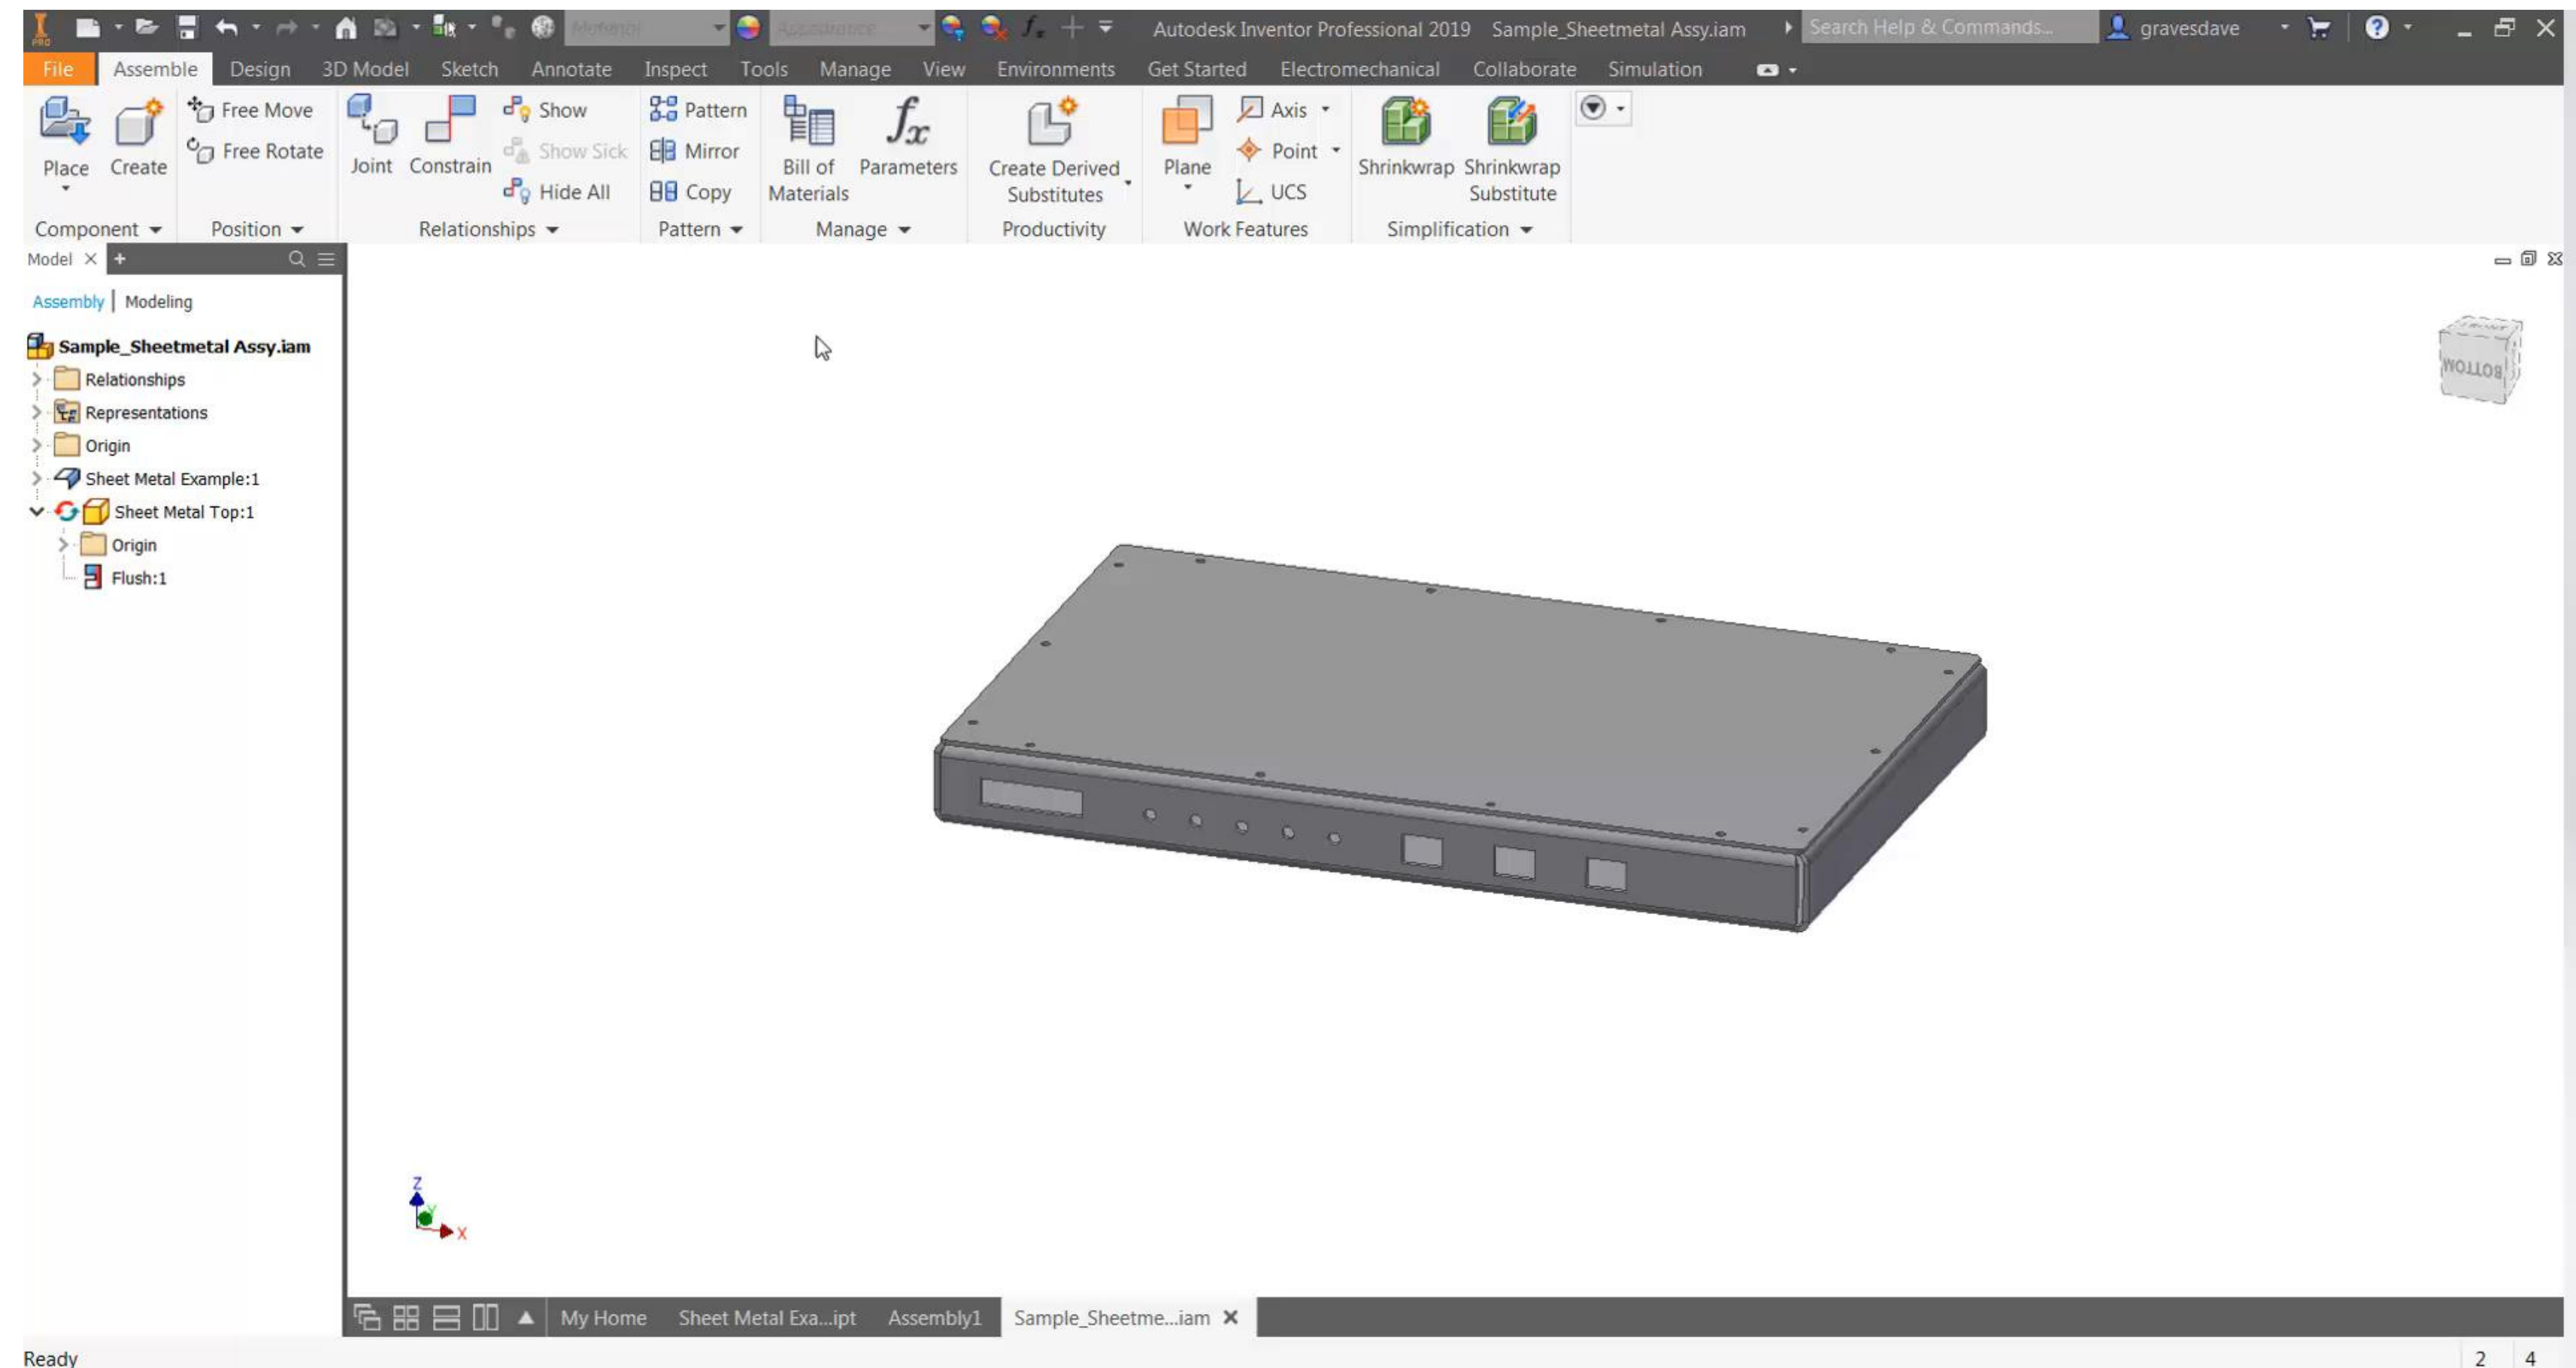 PRO Material Appearance Autodesk Inventor Professional 2019 Sample_Sheetmetal Assy.iam Search Help & Commands... gravesdave
File Assemble Design 3D Model Sketch Annotate Inspect Tools Manage View Environments Get Started Electromechanical Collaborate Simulation
Place Create Free Move Free Rotate
Joint Constrain Show Show Sick Hide All
Pattern Mirror Copy
Bill of Materials Parameters
Create Derived Substitutes
Plane Axis Point UCS
Shrinkwrap Shrinkwrap Substitute
Component Position Relationships Pattern Manage Productivity Work Features Simplification
Model
Assembly | Modeling
Sample_Sheetmetal Assy.iam
Relationships
Representations
Origin
Sheet Metal Example:1
Sheet Metal Top:1
Origin
Flush:1
FRONT
BOTTOM
Z
Y
X
My Home Sheet Metal Exa...ipt Assembly1 Sample_Sheetme...iam
Ready 2 4